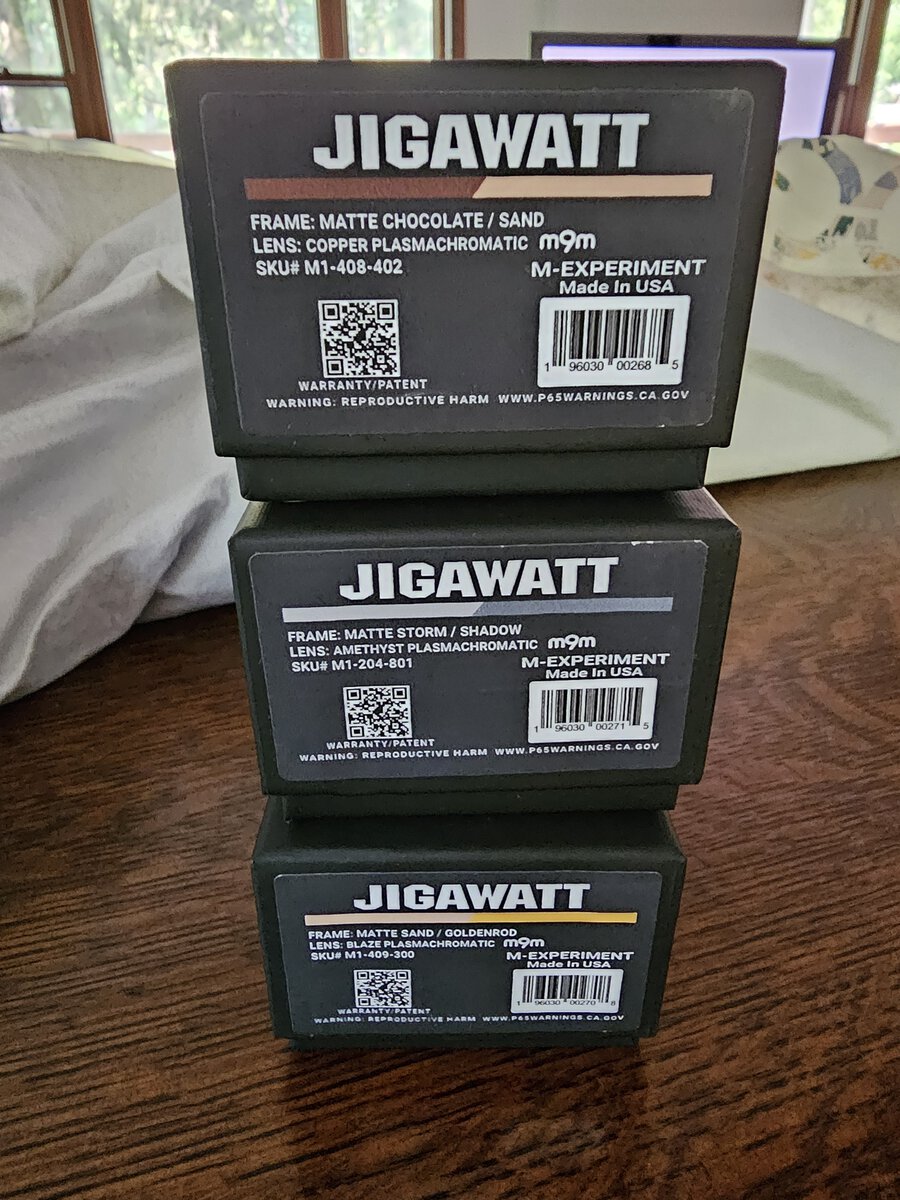 JIGAWATT
FRAME: MATTE CHOCOLATE / SAND
LENS: COPPER PLASMACHROMATIC m9m
SKU# M1-408-402
M-EXPERIMENT
Made In USA
1 96030 00268 5
WARRANTY/PATENT
WARNING: REPRODUCTIVE HARM WWW.P65WARNINGS.CA.GOV
JIGAWATT
FRAME: MATTE STORM / SHADOW
LENS: AMETHYST PLASMACHROMATIC m9m
SKU# M1-204-801
M-EXPERIMENT
Made In USA
1 96030 00271 5
WARRANTY/PATENT
WARNING: REPRODUCTIVE HARM WWW.P65WARNINGS.CA.GOV
JIGAWATT
FRAME: MATTE SAND / GOLDENROD
LENS: BLAZE PLASMACHROMATIC m9m
SKU# M1-409-300
M-EXPERIMENT
Made In USA
1 96030 00270 8
WARRANTY/PATENT
WARNING: REPRODUCTIVE HARM WWW.P65WARNINGS.CA.GOV